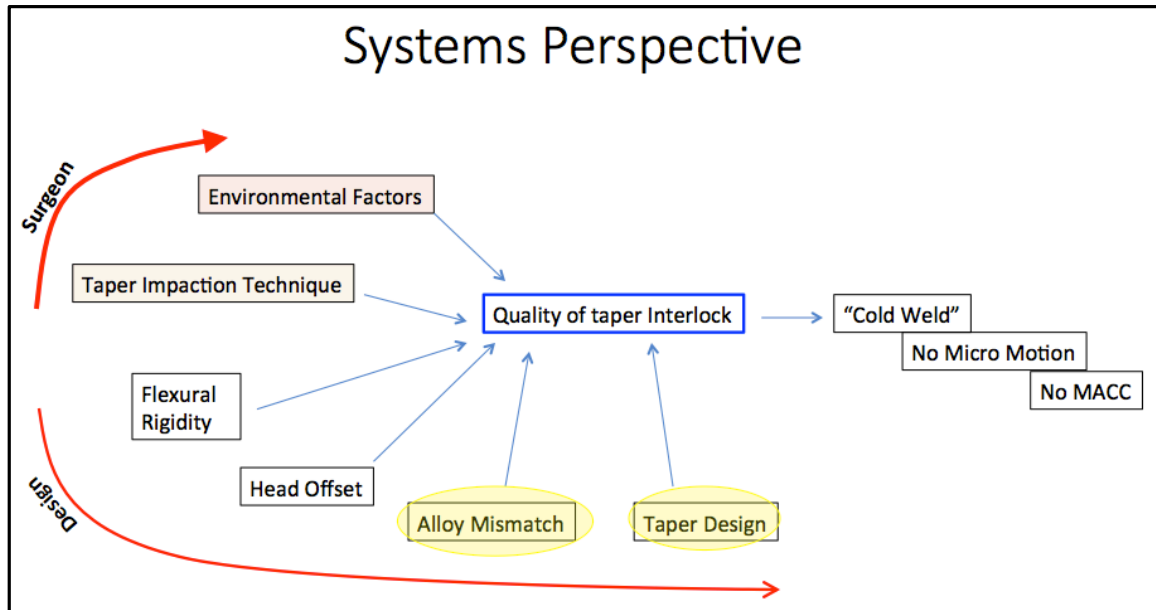 Systems Perspective
Surgeon
Environmental Factors
Taper Impaction Technique
Quality of taper Interlock
“Cold Weld”
No Micro Motion
No MACC
Flexural
Rigidity
Head Offset
Design
Alloy Mismatch
Taper Design